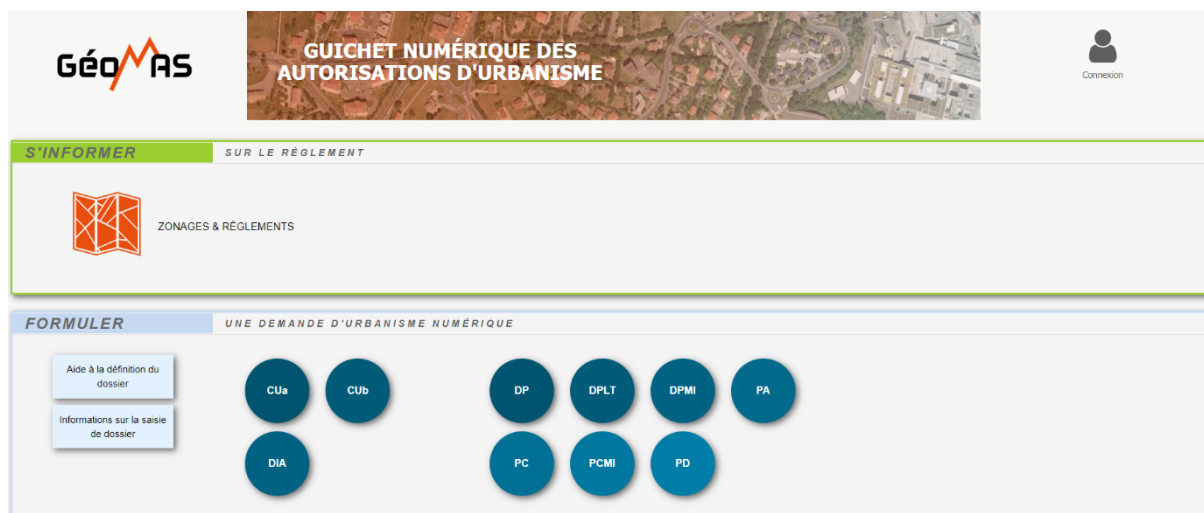 GéoMAS
GUICHET NUMÉRIQUE DES
AUTORISATIONS D'URBANISME
Connexion
S'INFORMER SUR LE RÉGLEMENT
ZONAGES & RÈGLEMENTS
FORMULER UNE DEMANDE D'URBANISME NUMÉRIQUE
Aide à la définition du
dossier
Informations sur la saisie
de dossier
CUa CUb DP DPLT DPMI PA
DIA PC PCMI PD